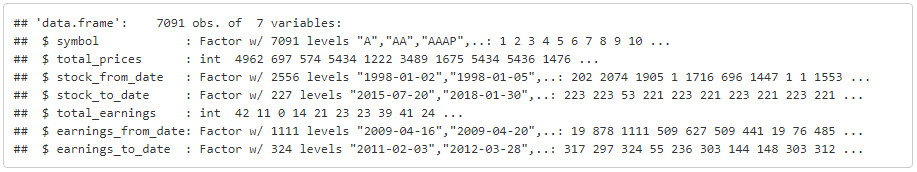 ## 'data.frame':    7091 obs. of  7 variables:
##  $ symbol            : Factor w/ 7091 levels "A","AA","AAAP",..: 1 2 3 4 5 6 7 8 9 10 ...
##  $ total_prices      : int  4962 697 574 5434 1222 3489 1675 5434 5436 1476 ...
##  $ stock_from_date   : Factor w/ 2556 levels "1998-01-02","1998-01-05",..: 202 2074 1905 1 1716 696 1447 1 1 1553 ...
##  $ stock_to_date     : Factor w/ 227 levels "2015-07-20","2018-01-30",..: 223 223 53 221 223 221 223 221 223 221 ...
##  $ total_earnings    : int  42 11 0 14 21 23 23 39 41 24 ...
##  $ earnings_from_date: Factor w/ 1111 levels "2009-04-16","2009-04-20",..: 19 878 1111 509 627 509 441 19 76 485 ...
##  $ earnings_to_date  : Factor w/ 324 levels "2011-02-03","2012-03-28",..: 317 297 324 55 236 303 144 148 303 312 ...